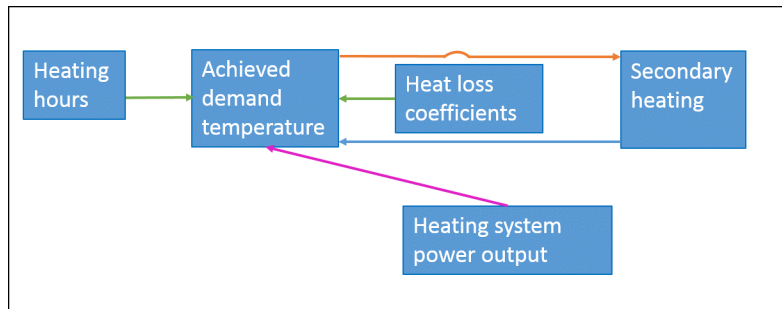 Heating
hours
Achieved
demand
temperature
Heat loss
coefficients
Secondary
heating
Heating system
power output